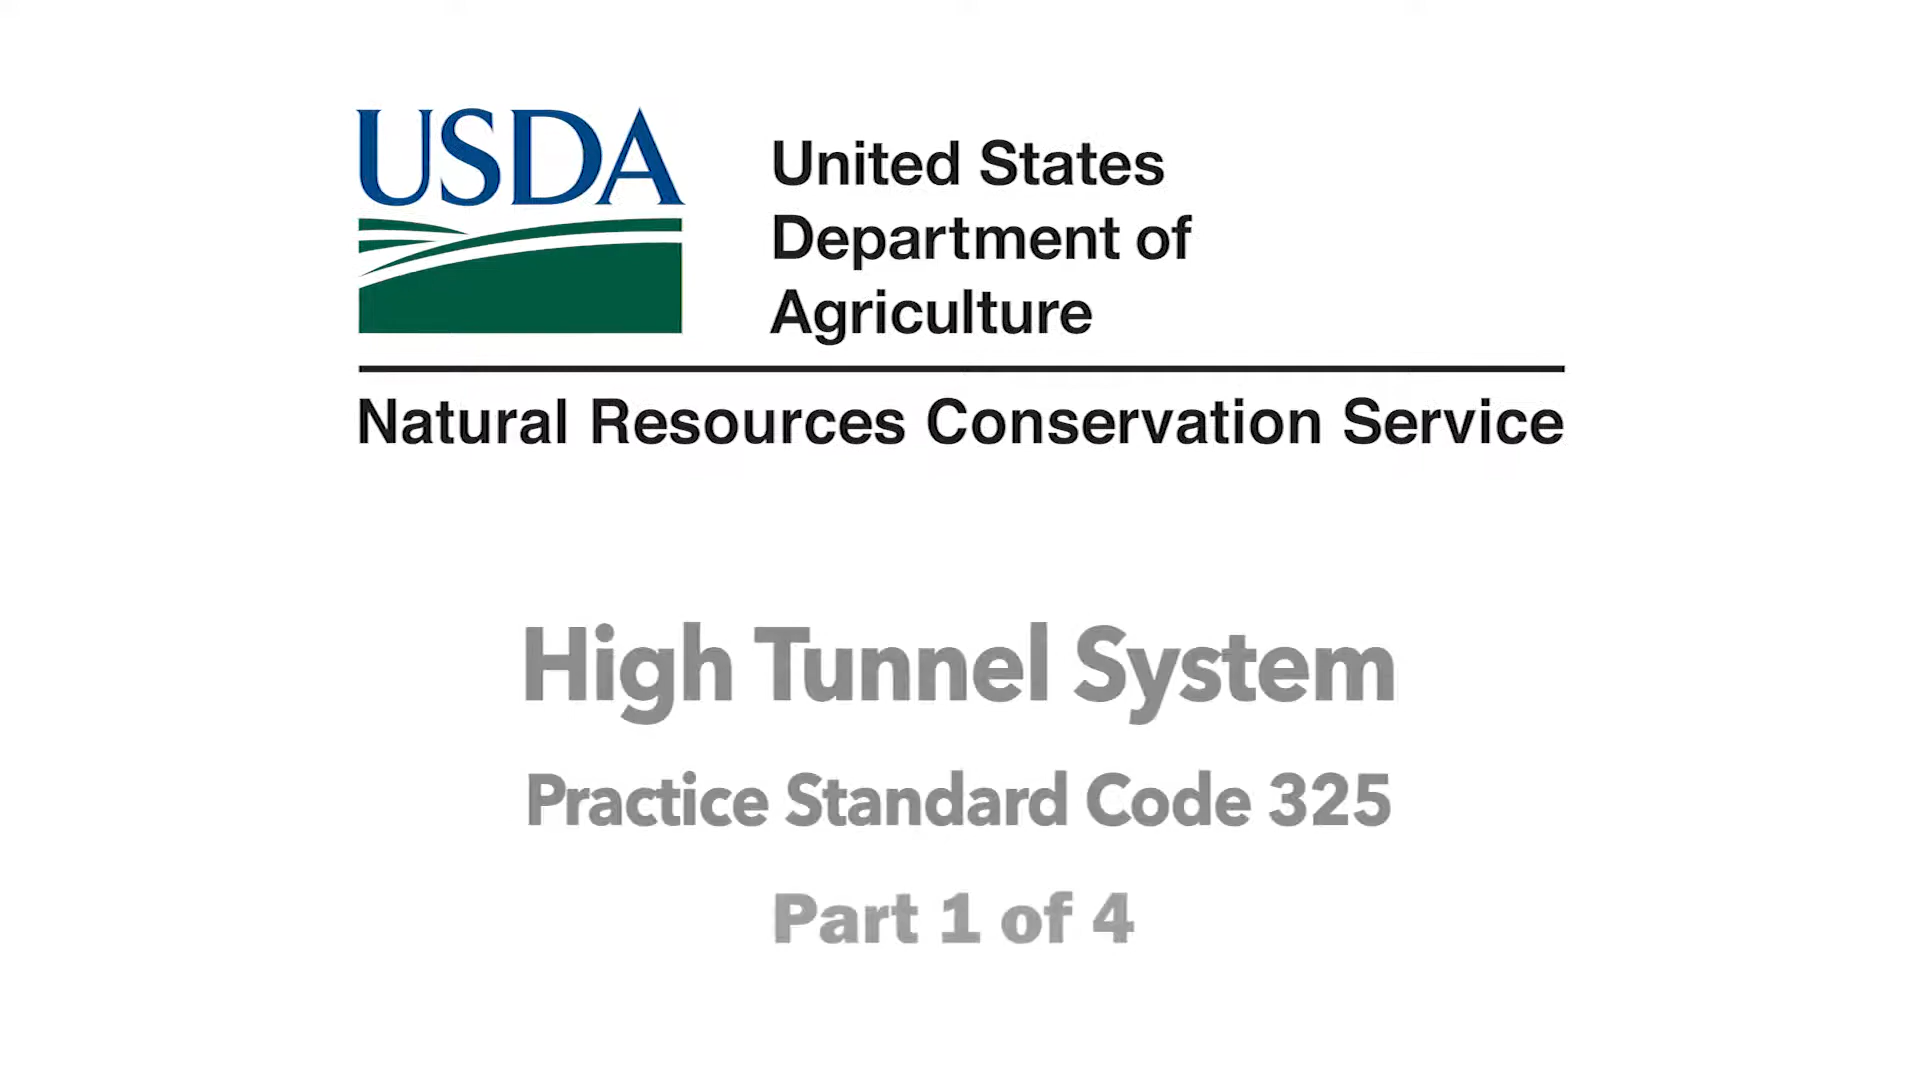 USDA
United States
Department of
Agriculture
Natural Resources Conservation Service
High Tunnel System
Practice Standard Code 325
Part 1 of 4